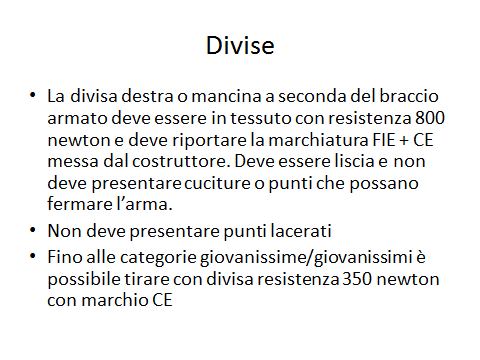 Divise
• La divisa destra o mancina a seconda del braccio
armato deve essere in tessuto con resistenza 800
newton e deve riportare la marchiatura FIE + CE
messa dal costruttore. Deve essere liscia e non
deve presentare cuciture o punti che possano
fermare l'arma.
• Non deve presentare punti lacerati
• Fino alle categorie giovanissime/giovanissimi è
possibile tirare con divisa resistenza 350 newton
con marchio CE